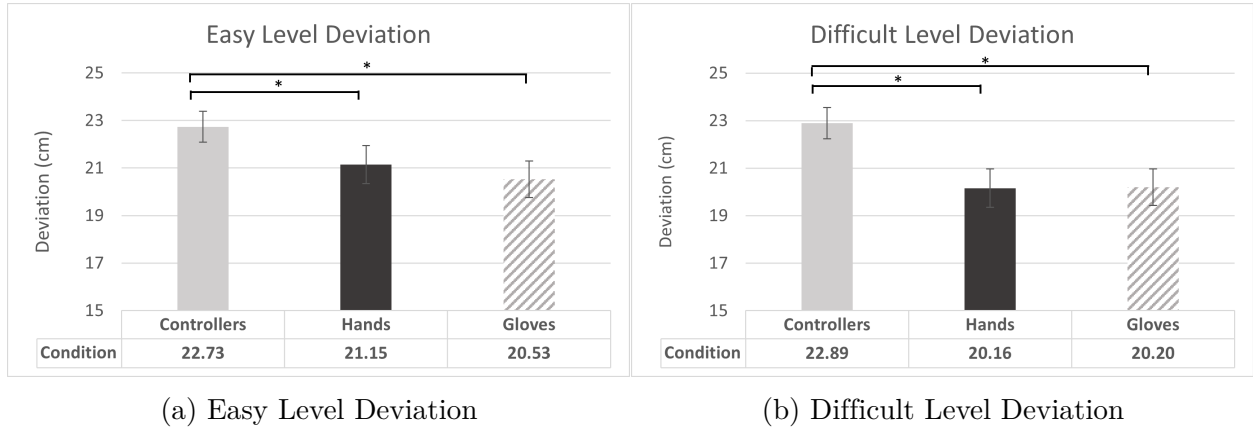 Easy Level Deviation
*
*
25
23
21
19
17
15
Deviation (cm)
Controllers Hands Gloves
Condition 22.73 21.15 20.53
(a) Easy Level Deviation
Difficult Level Deviation
*
*
25
23
21
19
17
15
Deviation (cm)
Controllers Hands Gloves
Condition 22.89 20.16 20.20
(b) Difficult Level Deviation